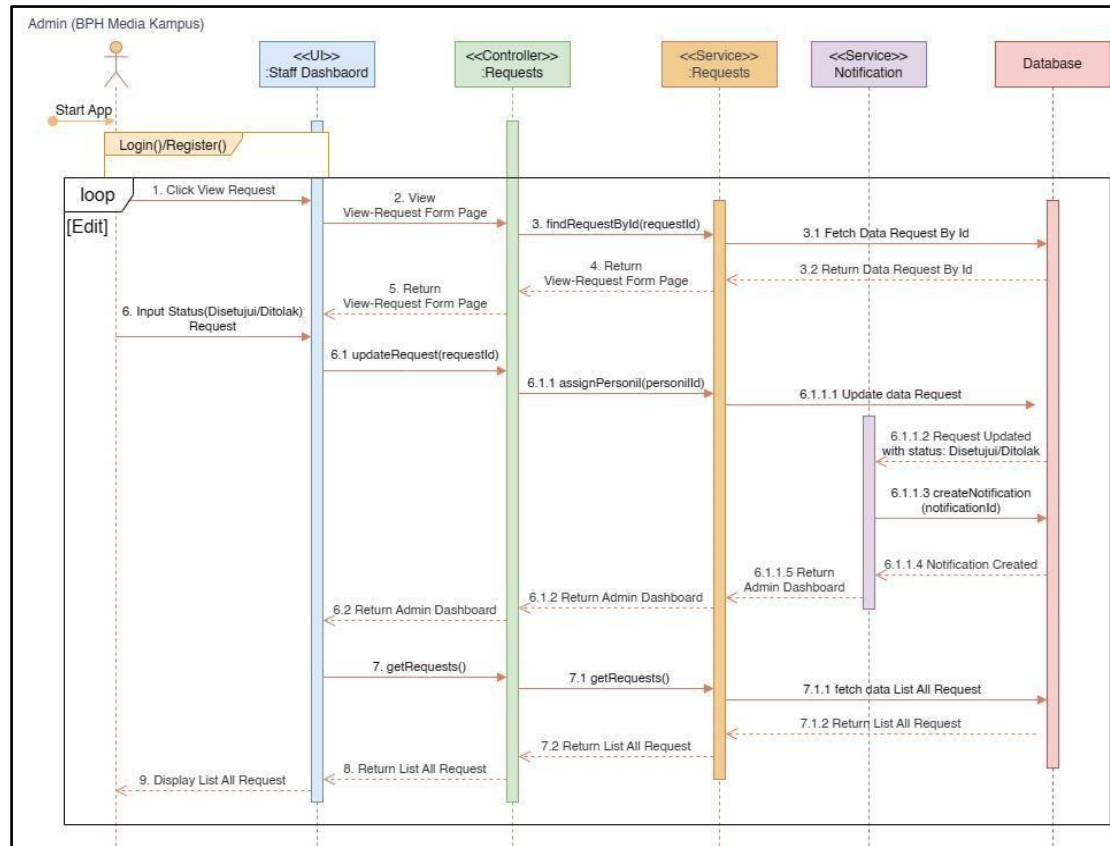 Admin (BPH Media Kampus)
<<UI>>
:Staff Dashbaord
<<Controller>>
:Requests
<<Service>>
:Requests
<<Service>>
Notification
Database
Start App
Login()/Register()
loop
[Edit]
1. Click View Request
2. View
View-Request Form Page
3. findRequestById(requestId)
3.1 Fetch Data Request By Id
3.2 Return Data Request By Id
4. Return
View-Request Form Page
5. Return
View-Request Form Page
6. Input Status(Disetujui/Ditolak)
Request
6.1 updateRequest(requestId)
6.1.1 assignPersonil(personilId)
6.1.1.1 Update data Request
6.1.1.2 Request Updated
with status: Disetujui/Ditolak
6.1.1.3 createNotification
(notificationId)
6.1.1.4 Notification Created
6.1.1.5 Return
Admin Dashboard
6.1.2 Return Admin Dashboard
6.2 Return Admin Dashboard
7. getRequests()
7.1 getRequests()
7.1.1 fetch data List All Request
7.1.2 Return List All Request
7.2 Return List All Request
8. Return List All Request
9. Display List All Request